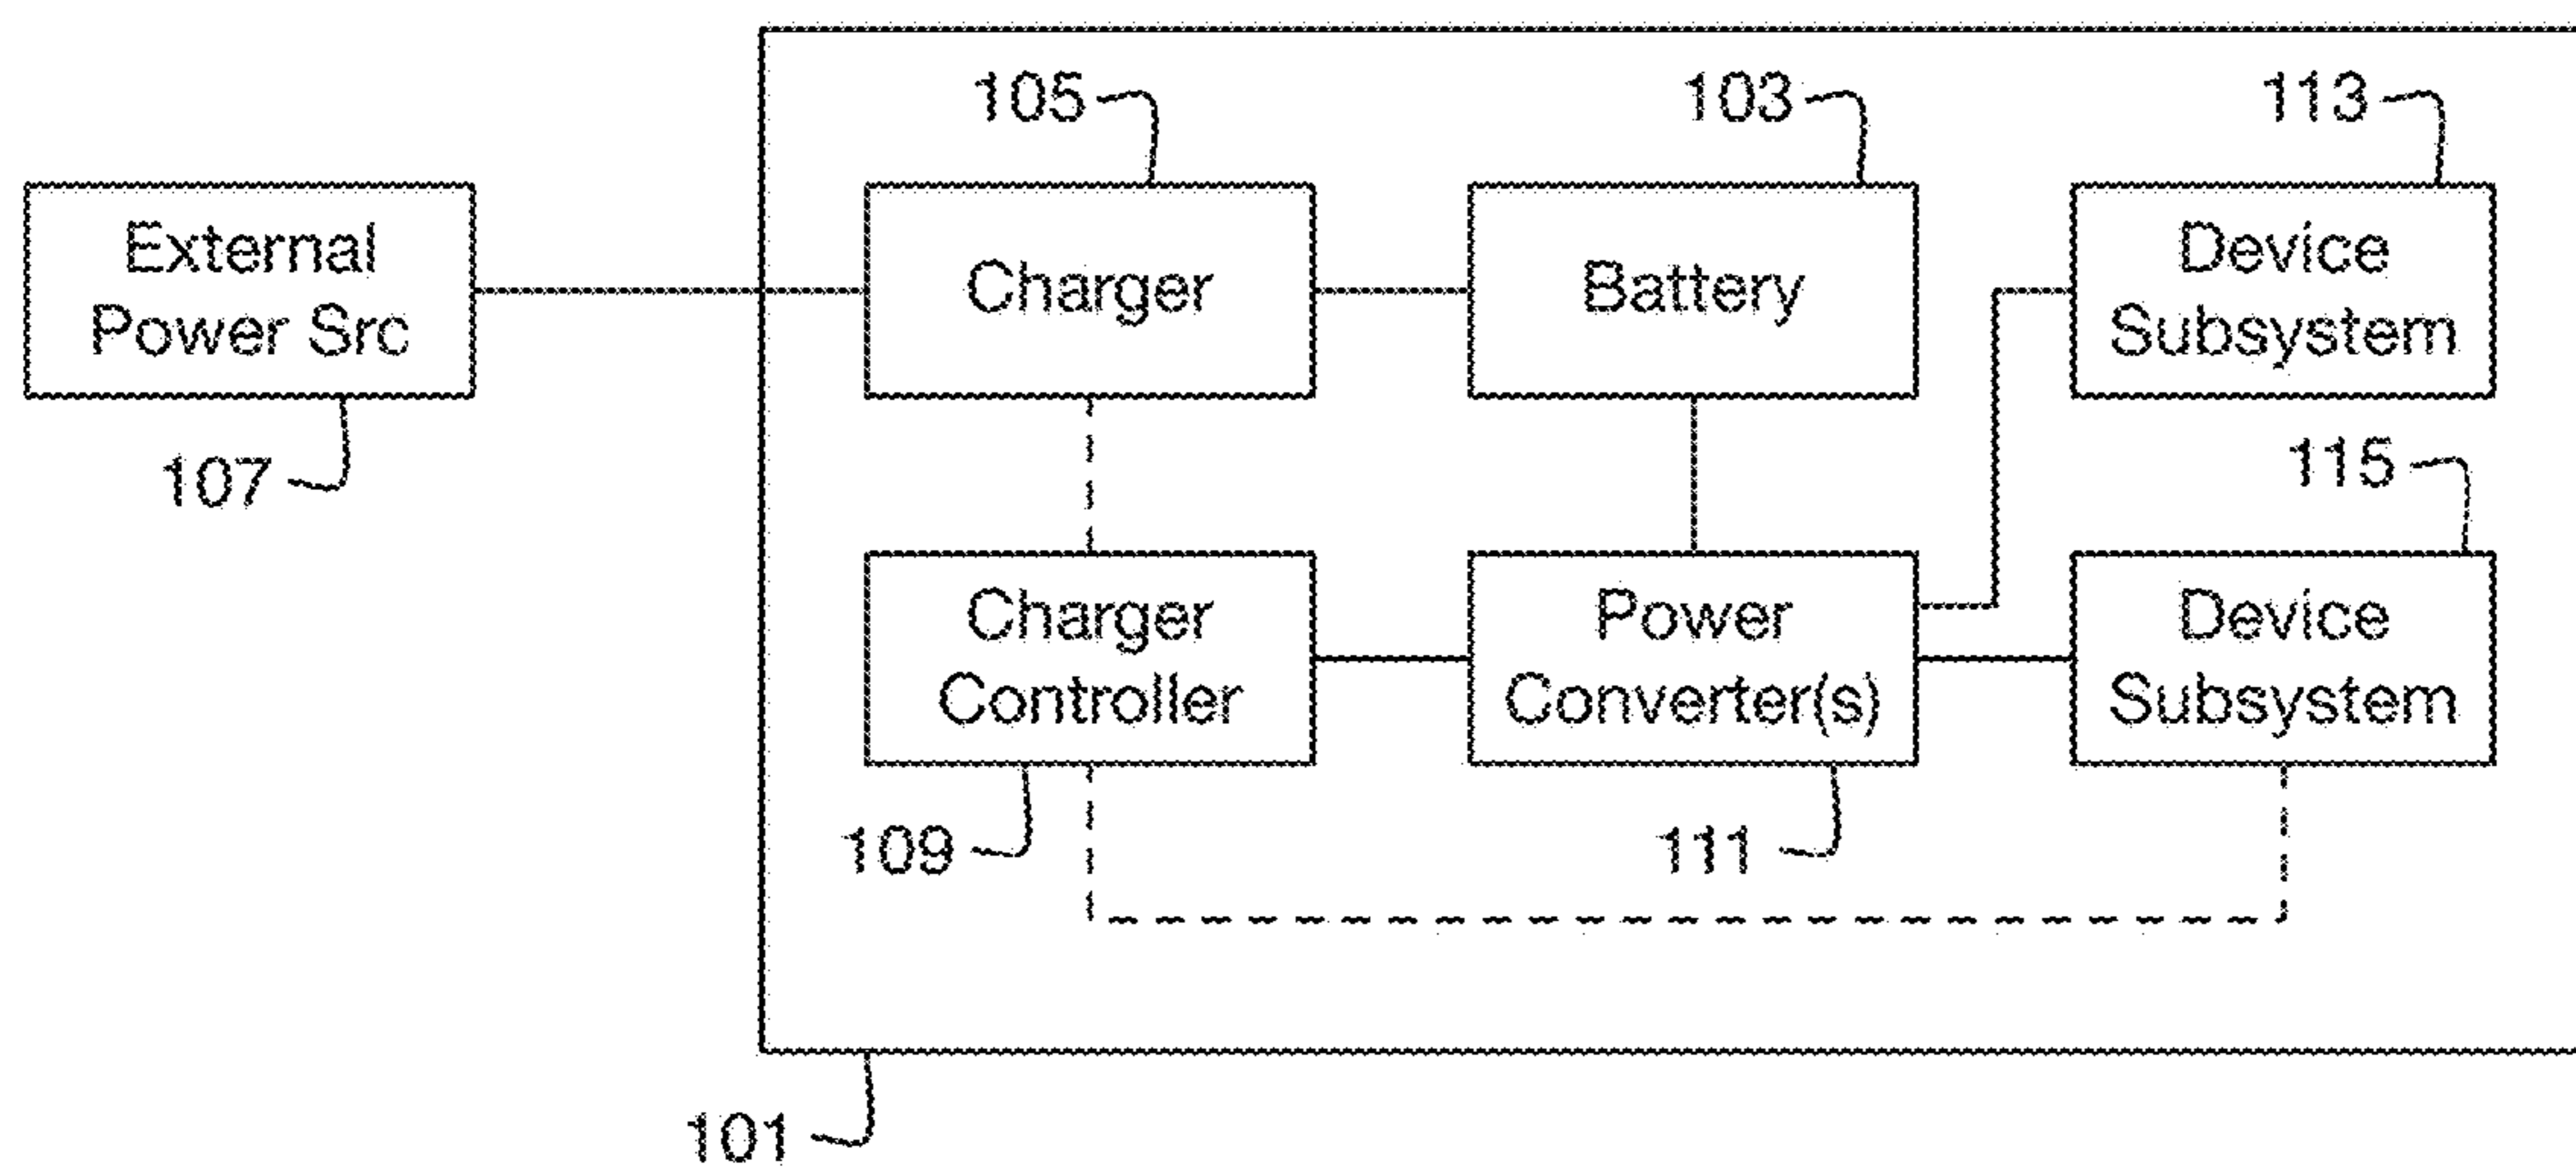 105
103
113
External
Power Src
Charger
Battery
Device
Subsystem
107
115
Charger
Controller
Power
Converter(s)
Device
Subsystem
109
111
101